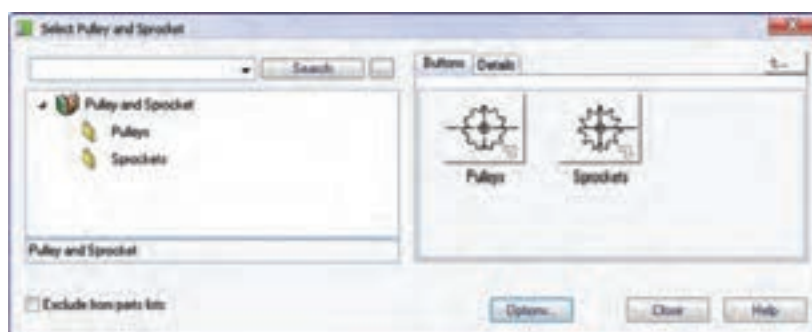 Select Pulley and Sprocket
Search
Pulley and Sprocket
Pulleys
Sprockets
Pulley and Sprocket
Exclude from parts lists
Buttons
Details
Pulleys
Sprockets
Options...
Close
Help